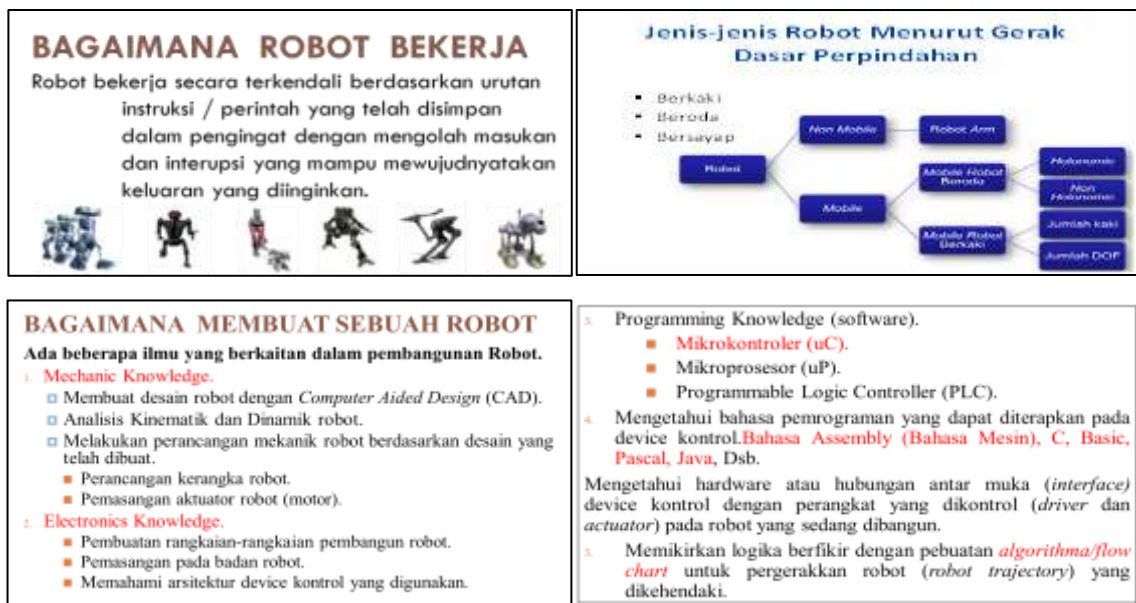 BAGAIMANA ROBOT BEKERJA
Robot bekerja secara terkendali berdasarkan urutan
instruksi / perintah yang telah disimpan
dalam pengingat dengan mengolah masukan
dan interupsi yang mampu mewujudnyatakan
keluaran yang diinginkan.
Jenis-jenis Robot Menurut Gerak
Dasar Perpindahan
▪ Berkaki
▪ Beroda
▪ Bersayap
Robot
Non Mobile
Robot Arm
Mobile
Mobile Robot
Beroda
Holonomic
Non
Holonomic
Mobile Robot
Berkaki
Jumlah kaki
Jumlah DOF
BAGAIMANA MEMBUAT SEBUAH ROBOT
Ada beberapa ilmu yang berkaitan dalam pembangunan Robot.
1. Mechanic Knowledge.
Membuat desain robot dengan Computer Aided Design (CAD).
Analisis Kinematik dan Dinamik robot.
Melakukan perancangan mekanik robot berdasarkan desain yang
telah dibuat.
Perancangan kerangka robot.
Pemasangan aktuator robot (motor).
2. Electronics Knowledge.
Pembuatan rangkaian-rangkaian pembangun robot.
Pemasangan pada badan robot.
Memahami arsitektur device kontrol yang digunakan.
3. Programming Knowledge (software).
Mikrokontroler (uC).
Mikroprosesor (uP).
Programmable Logic Controller (PLC).
4. Mengetahui bahasa pemrograman yang dapat diterapkan pada
device kontrol.Bahasa Assembly (Bahasa Mesin), C, Basic,
Pascal, Java, Dsb.
Mengetahui hardware atau hubungan antar muka (interface)
device kontrol dengan perangkat yang dikontrol (driver dan
actuator) pada robot yang sedang dibangun.
5. Memikirkan logika berfikir dengan pebuatan algorithma/flow
chart untuk pergerakkan robot (robot trajectory) yang
dikehendaki.